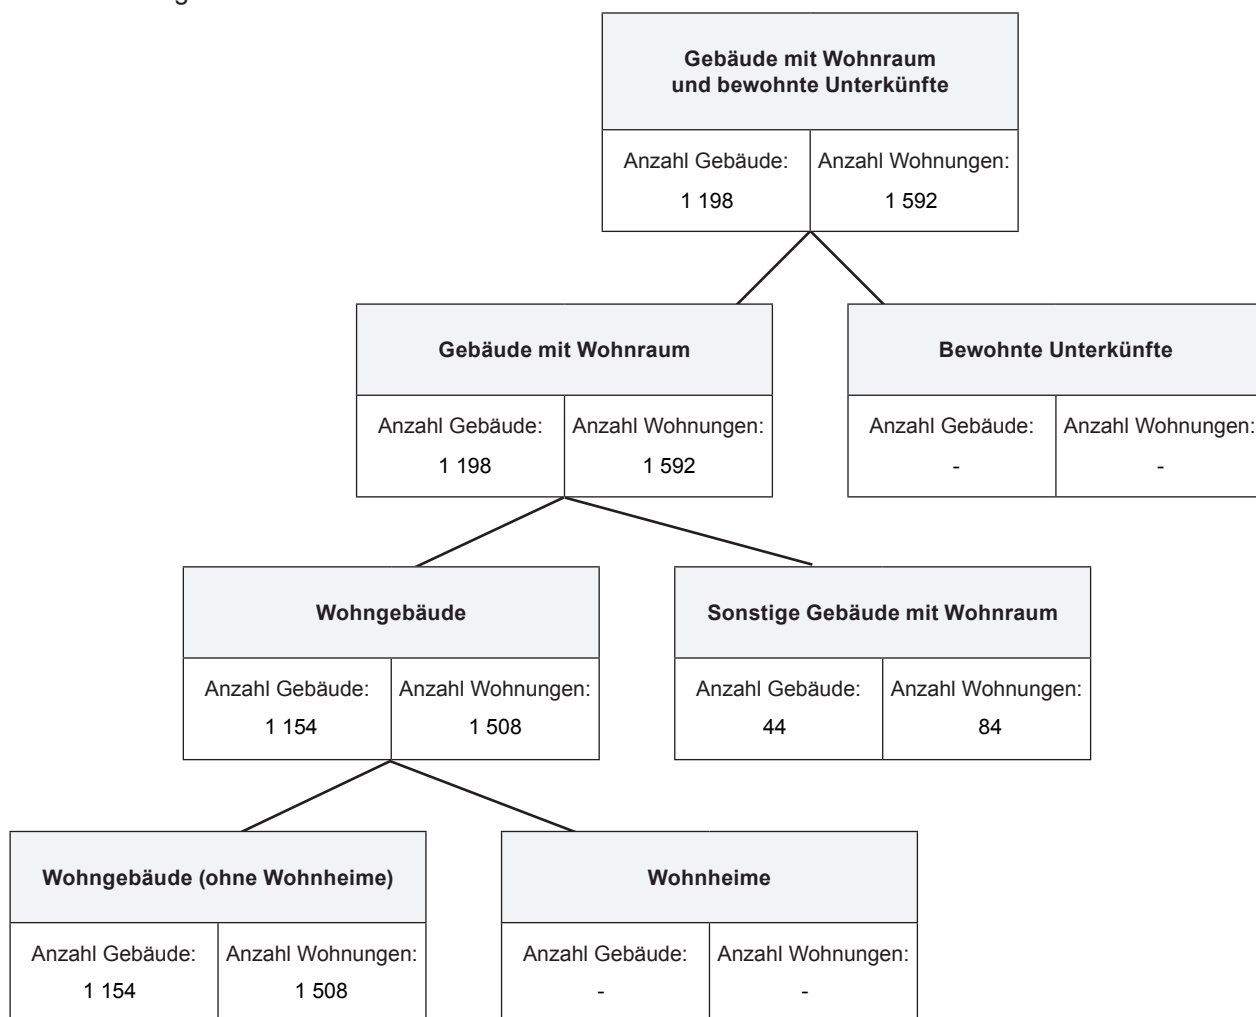 Gebäude mit Wohnraum
und bewohnte Unterkünfte
Anzahl Gebäude:
Anzahl Wohnungen:
1 198
1 592
Gebäude mit Wohnraum
Anzahl Gebäude:
Anzahl Wohnungen:
1 198
1 592
Bewohnte Unterkünfte
Anzahl Gebäude:
Anzahl Wohnungen:
-
-
Wohngebäude
Anzahl Gebäude:
Anzahl Wohnungen:
1 154
1 508
Sonstige Gebäude mit Wohnraum
Anzahl Gebäude:
Anzahl Wohnungen:
44
84
Wohngebäude (ohne Wohnheime)
Anzahl Gebäude:
Anzahl Wohnungen:
1 154
1 508
Wohnheime
Anzahl Gebäude:
Anzahl Wohnungen:
-
-